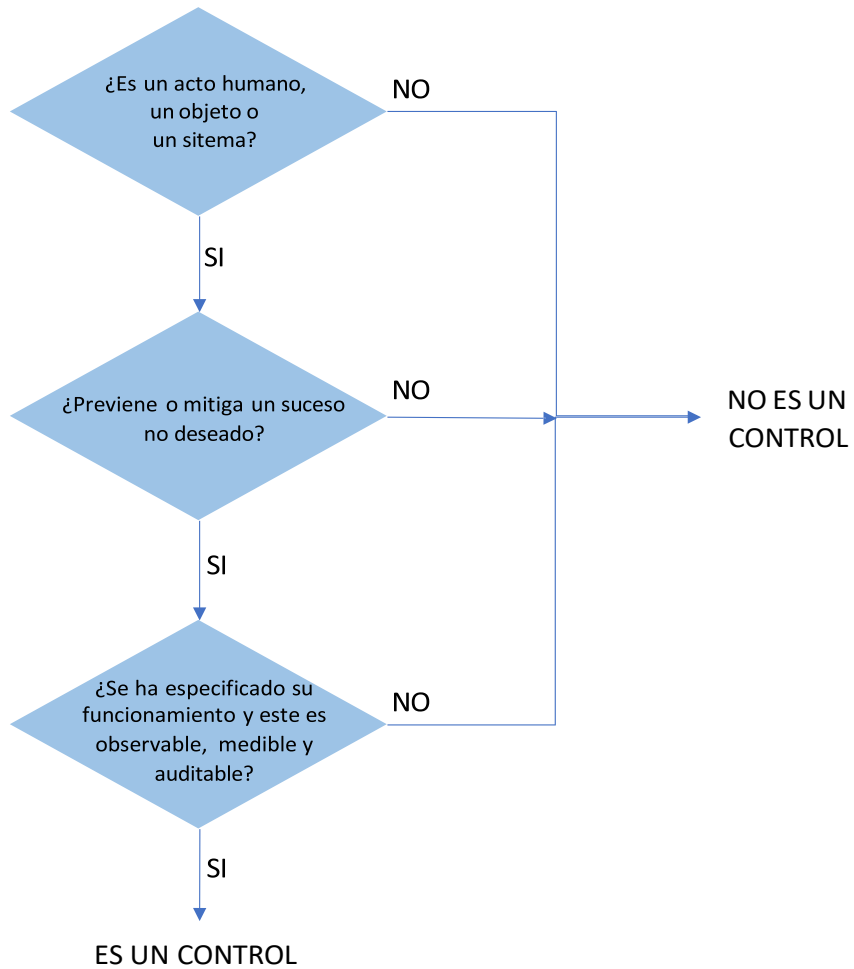 ¿Es un acto humano,
un objeto o
un sitema?
NO
SI
¿Previene o mitiga un suceso
no deseado?
NO
NO ES UN
CONTROL
SI
¿Se ha especificado su
funcionamiento y este es
observable, medible y
auditable?
NO
SI
ES UN CONTROL